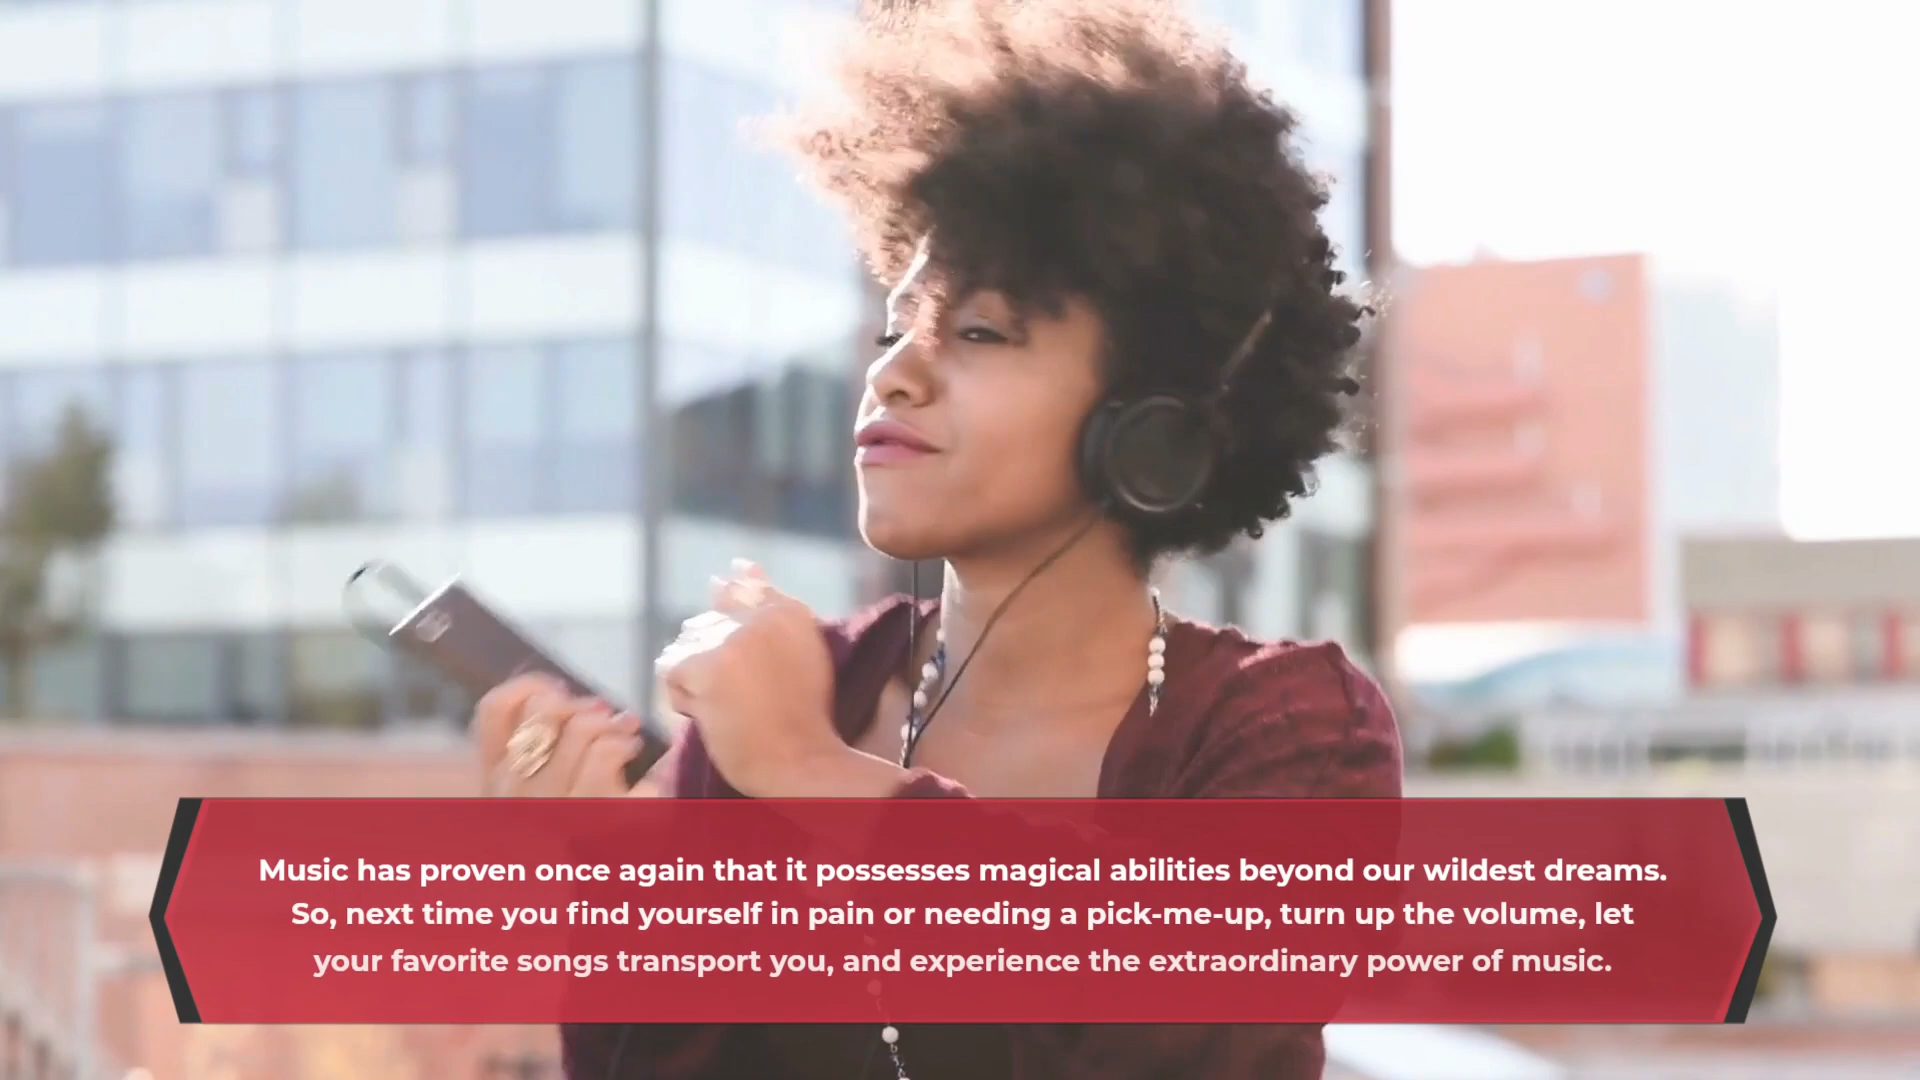 Music has proven once again that it possesses magical abilities beyond our wildest dreams.
So, next time you find yourself in pain or needing a pick-me-up, turn up the volume, let
your favorite songs transport you, and experience the extraordinary power of music.